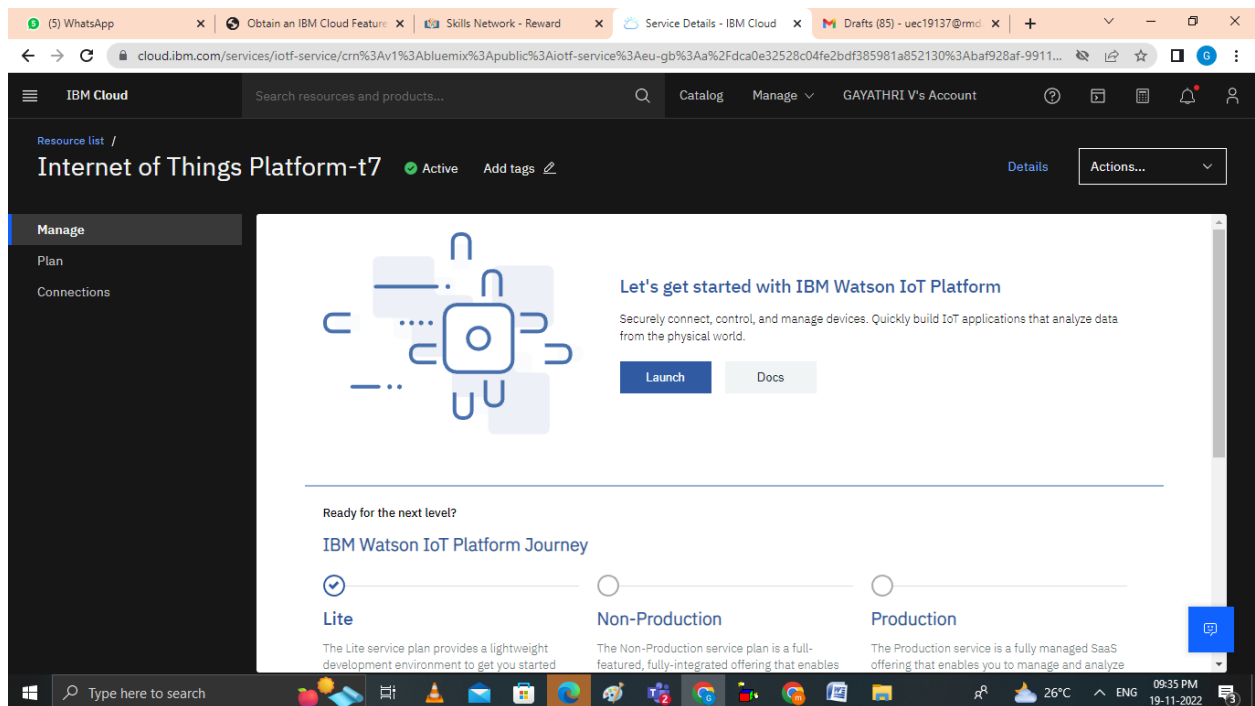 (5) WhatsApp
Obtain an IBM Cloud Feature
Skills Network - Reward
Service Details - IBM Cloud
Drafts (85) - uec19137@rmd.
cloud.ibm.com/services/iotf-service/crn%3Av1%3Abluemix%3Apublic%3Aiotf-service%3Aeu-gb%3Aa%2Fdca0e32528c04fe2bdf385981a852130%3Abaf928af-9911...
G
IBM Cloud
Search resources and products...
Catalog
Manage
GAYATHRI V's Account
Resource list /
Internet of Things Platform-t7
Active
Add tags
Details
Actions...
Manage
Plan
Connections
Let's get started with IBM Watson IoT Platform
Securely connect, control, and manage devices. Quickly build IoT applications that analyze data
from the physical world.
Launch
Docs
Ready for the next level?
IBM Watson IoT Platform Journey
Lite
Non-Production
Production
The Lite service plan provides a lightweight
development environment to get you started
The Non-Production service plan is a full-
featured, fully-integrated offering that enables
The Production service is a fully managed SaaS
offering that enables you to manage and analyze
Type here to search
26°C
ENG
09:35 PM
19-11-2022